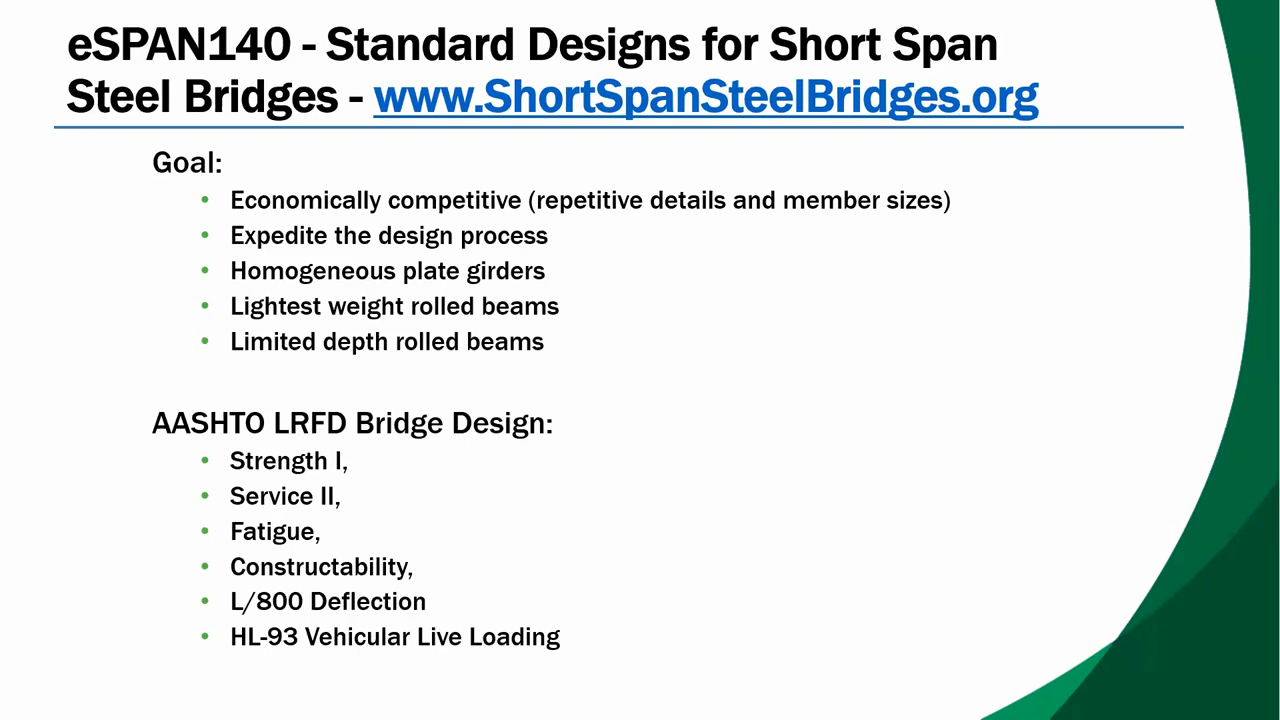 eSPAN140 - Standard Designs for Short Span
Steel Bridges - www.ShortSpanSteelBridges.org
Goal:
• Economically competitive (repetitive details and member sizes)
• Expedite the design process
• Homogeneous plate girders
• Lightest weight rolled beams
• Limited depth rolled beams
AASHTO LRFD Bridge Design:
• Strength I,
• Service II,
• Fatigue,
• Constructability,
• L/800 Deflection
• HL-93 Vehicular Live Loading